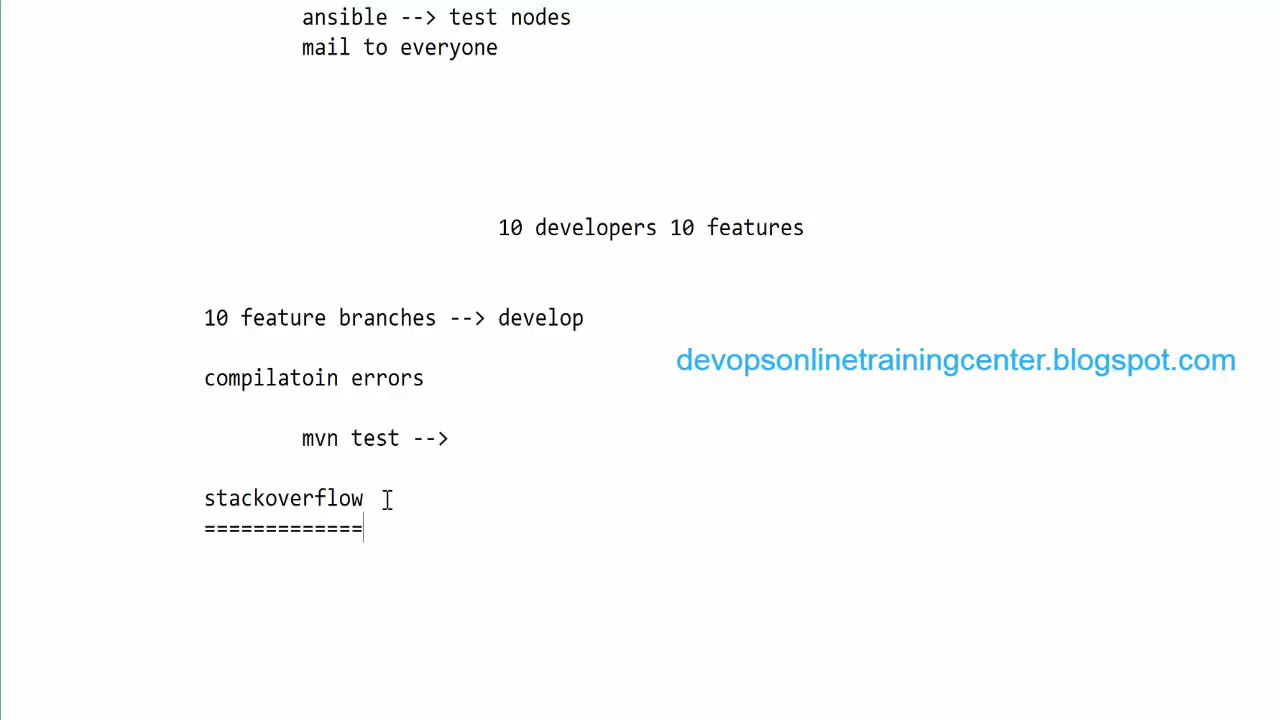 ansible --> test nodes
mail to everyone
10 developers 10 features
10 feature branches --> develop
devopsonlinetrainingcenter.blogspot.com
compilatoin errors
mvn test -->
stackoverflow
=============